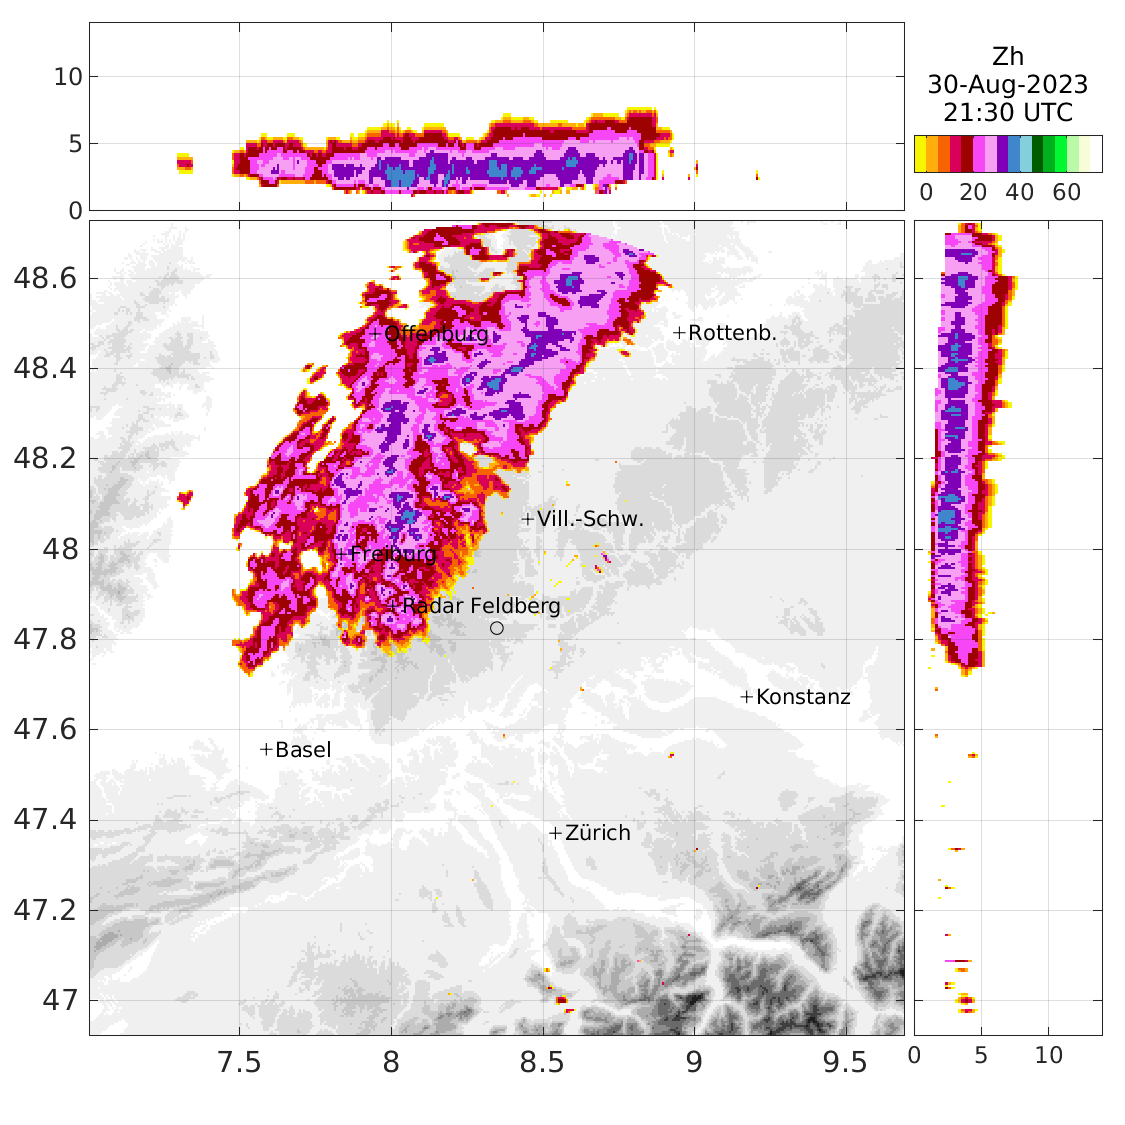 Zh
30-Aug-2023
21:30 UTC
0 20 40 60
10
5
0
48.6
48.4
48.2
48
47.8
47.6
47.4
47.2
47
Offenburg
Rottenb.
Vill.-Schw.
Freiburg
Radar Feldberg
Konstanz
Basel
Zürich
7.5 8 8.5 9 9.5
0 5 10